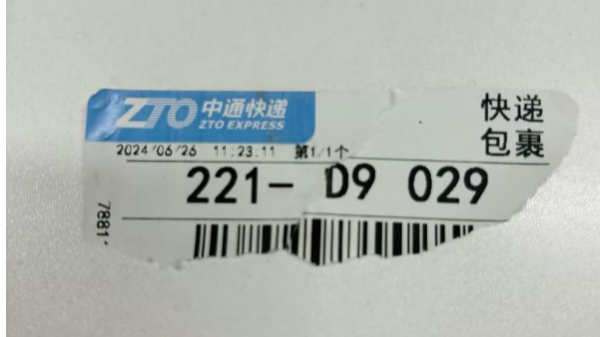 ZTO 中通快递
ZTO EXPRESS
快递
包裹
2024/06/26 11:23:11 第1/1个
221- D9 029
7881